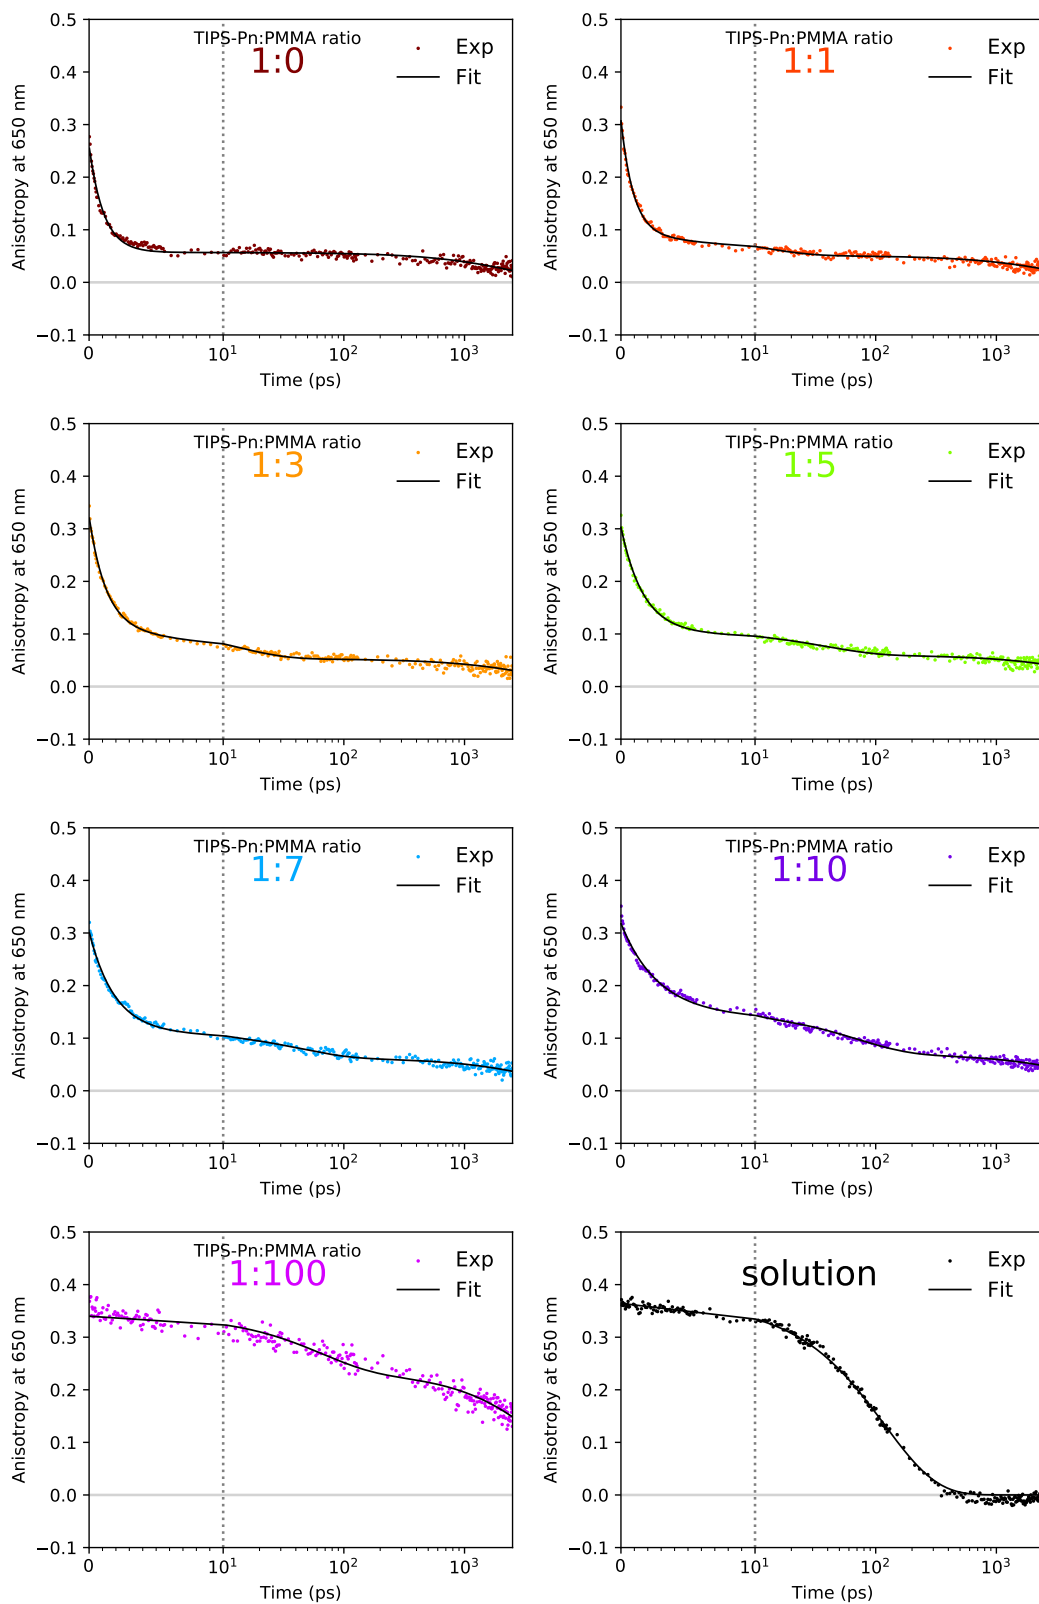 0.5
0.4
0.3
0.2
0.1
0.0
−0.1
Anisotropy at 650 nm
TIPS-Pn:PMMA ratio
1:0
Exp
Fit
0
10¹
10²
10³
Time (ps)
0.5
0.4
0.3
0.2
0.1
0.0
−0.1
Anisotropy at 650 nm
TIPS-Pn:PMMA ratio
1:1
Exp
Fit
0
10¹
10²
10³
Time (ps)
0.5
0.4
0.3
0.2
0.1
0.0
−0.1
Anisotropy at 650 nm
TIPS-Pn:PMMA ratio
1:3
Exp
Fit
0
10¹
10²
10³
Time (ps)
0.5
0.4
0.3
0.2
0.1
0.0
−0.1
Anisotropy at 650 nm
TIPS-Pn:PMMA ratio
1:5
Exp
Fit
0
10¹
10²
10³
Time (ps)
0.5
0.4
0.3
0.2
0.1
0.0
−0.1
Anisotropy at 650 nm
TIPS-Pn:PMMA ratio
1:7
Exp
Fit
0
10¹
10²
10³
Time (ps)
0.5
0.4
0.3
0.2
0.1
0.0
−0.1
Anisotropy at 650 nm
TIPS-Pn:PMMA ratio
1:10
Exp
Fit
0
10¹
10²
10³
Time (ps)
0.5
0.4
0.3
0.2
0.1
0.0
−0.1
Anisotropy at 650 nm
TIPS-Pn:PMMA ratio
1:100
Exp
Fit
0
10¹
10²
10³
Time (ps)
0.5
0.4
0.3
0.2
0.1
0.0
−0.1
Anisotropy at 650 nm
solution
Exp
Fit
0
10¹
10²
10³
Time (ps)